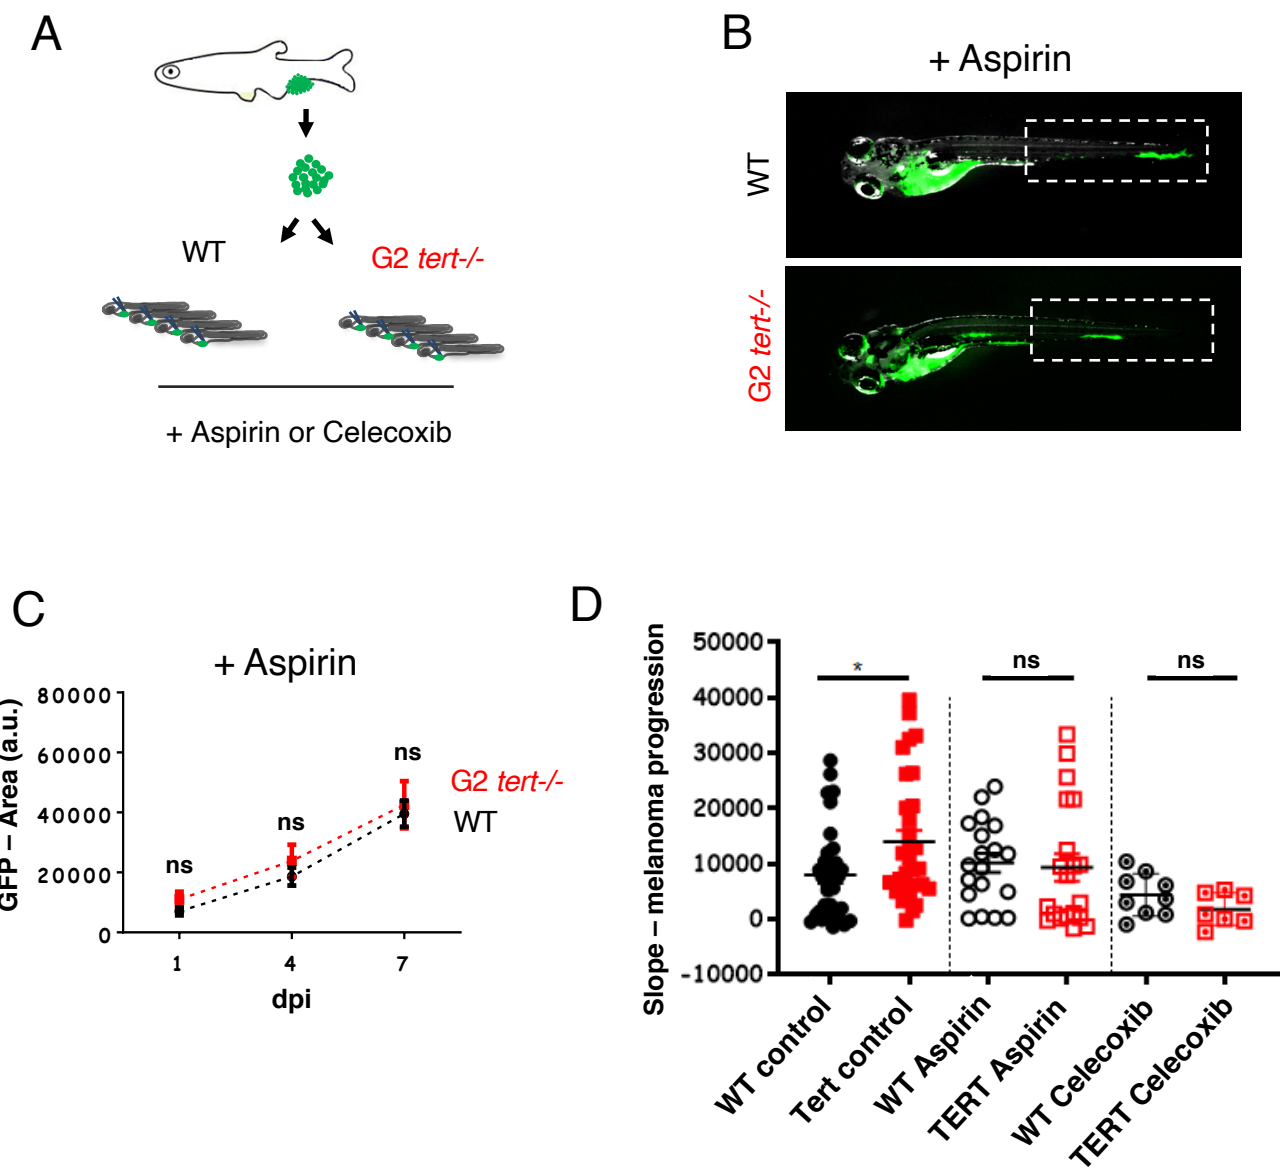 A
WT
G2 tert-/-
+ Aspirin or Celecoxib
B
+ Aspirin
WT
G2 tert-/-
C
+ Aspirin
GFP – Area (a.u.)
80000
60000
40000
20000
0
ns
ns
ns
G2 tert-/-
WT
1
4
7
dpi
D
Slope – melanoma progression
50000
40000
30000
20000
10000
0
-10000
*
ns
ns
WT control
Tert control
WT Aspirin
TERT Aspirin
WT Celecoxib
TERT Celecoxib